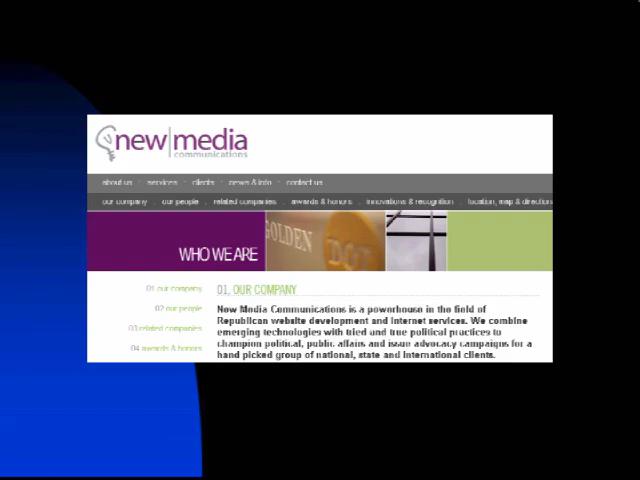 new media
communications
about us services clients news & info contact us
our company our people related companies awards & honors innovations & recognition location, map & directions
GOLDEN DOT
WHO WE ARE
01 our company
02 our people
03 related companies
04 awards & honors
01. OUR COMPANY
New Media Communications is a powerhouse in the field of
Republican website development and internet services. We combine
emerging technologies with tried and true political practices to
champion political, public affairs and issue advocacy campaigns for a
hand picked group of national, state and international clients.